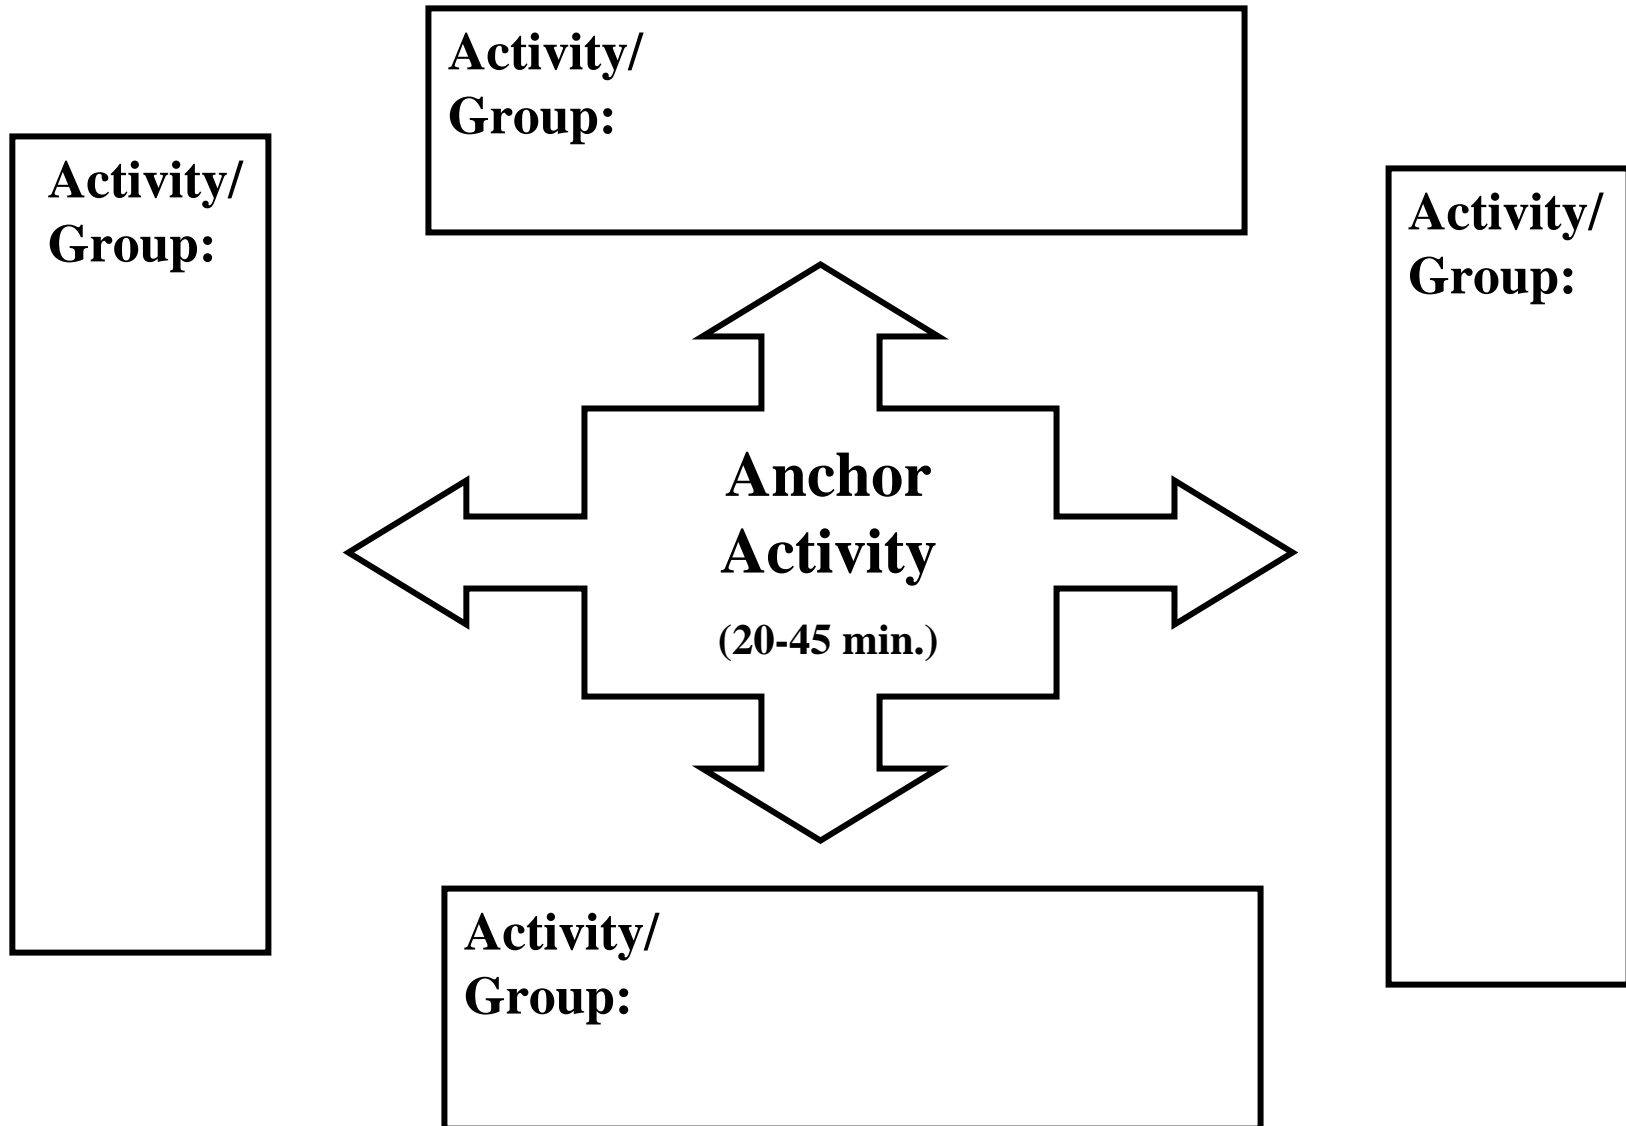 Activity/
Group:
Activity/
Group:
Activity/
Group:
Anchor
Activity
(20-45 min.)
Activity/
Group: